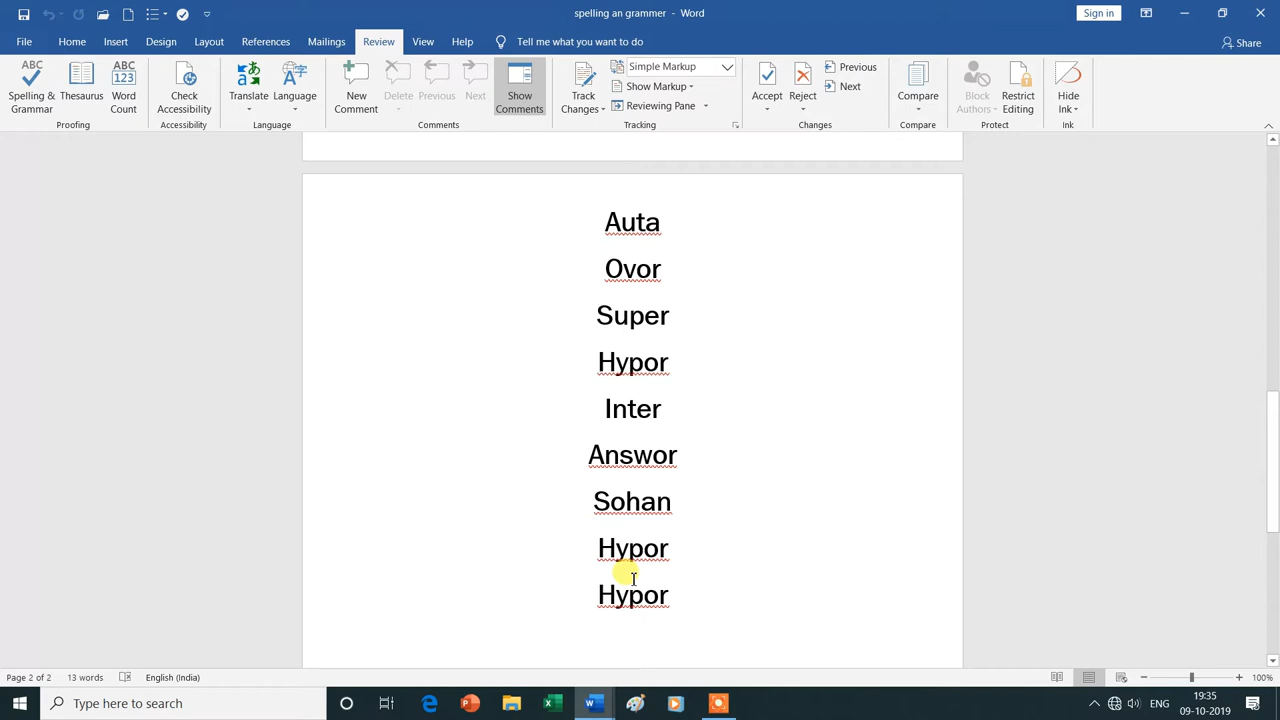 spelling an grammer - Word
Sign in
File Home Insert Design Layout References Mailings Review View Help Tell me what you want to do Share
ABC Spelling & Grammar
Thesaurus
ABC 123 Word Count
Check Accessibility
Translate
Language
New Comment
Delete
Previous
Next
Show Comments
Track Changes
Simple Markup
Show Markup
Reviewing Pane
Accept
Reject
Previous
Next
Compare
Block Authors
Restrict Editing
Hide Ink
Proofing Accessibility Language Comments Tracking Changes Compare Protect Ink
Auta
Ovor
Super
Hypor
Inter
Answor
Sohan
Hypor
Hypor
Page 2 of 2 13 words English (India) 100%
Type here to search
ENG
19:35
09-10-2019